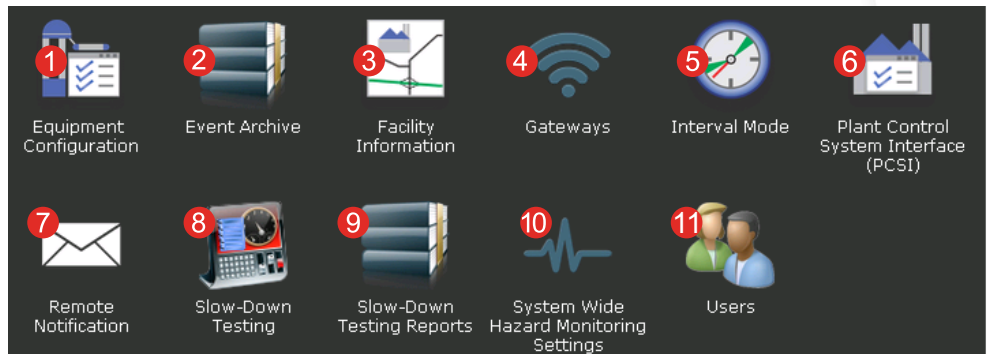 1
2
3
4
5
6
Equipment
Configuration
Event Archive
Facility
Information
Gateways
Interval Mode
Plant Control
System Interface
(PCSI)
7
8
9
10
11
Remote
Notification
Slow-Down
Testing
Slow-Down
Testing Reports
System Wide
Hazard Monitoring
Settings
Users